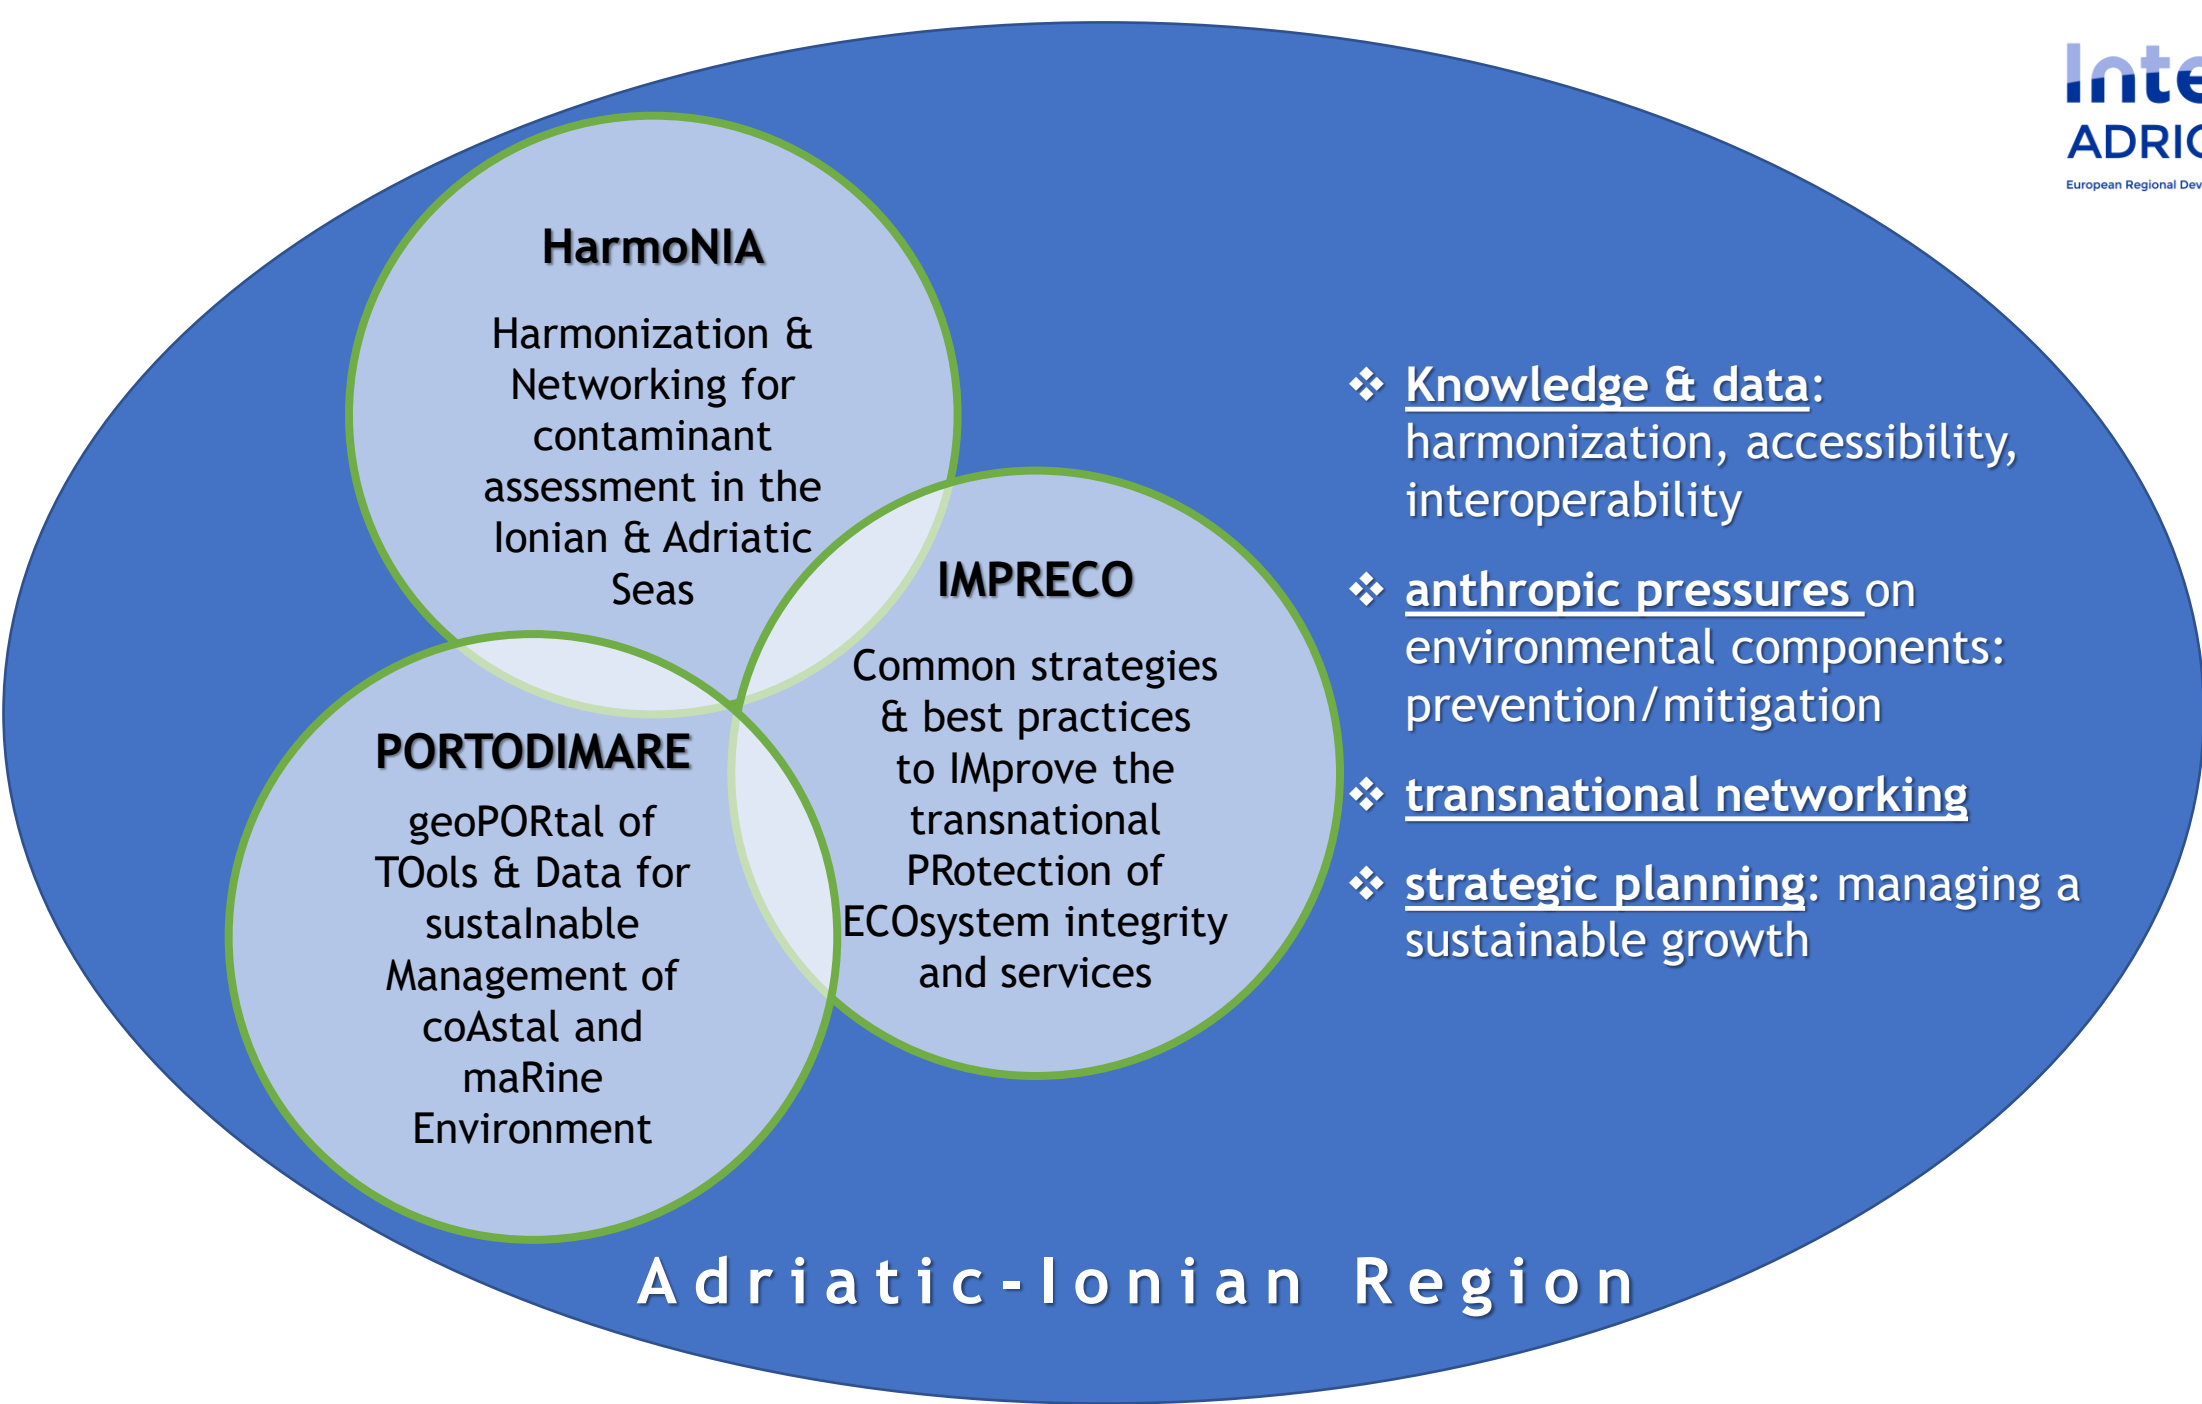 HarmoNIA
Harmonization &
Networking for
contaminant
assessment in the
Ionian & Adriatic
Seas
IMPRECO
Common strategies
& best practices
to IMprove the
transnational
PRotection of
ECOsystem integrity
and services
PORTODIMARE
geoPORtal of
TOols & Data for
sustaInable
Management of
coAstal and
maRine
Environment
❖ Knowledge & data:
harmonization, accessibility,
interoperability
❖ anthropic pressures on
environmental components:
prevention/mitigation
❖ transnational networking
❖ strategic planning: managing a
sustainable growth
Adriatic-Ionian Region
European Regional